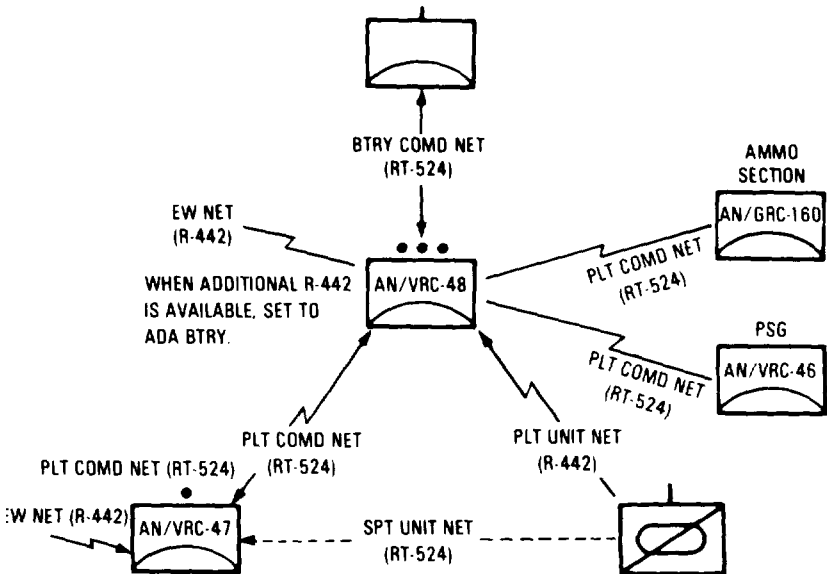 BTRY COMD NET
(RT-524)
AMMO
SECTION
AN/GRC-160
EW NET
(R-442)
PLT COMD NET
(RT-524)
WHEN ADDITIONAL R-442
IS AVAILABLE, SET TO
ADA BTRY.
AN/VRC-48
PSG
AN/VRC-46
PLT COMD NET
(RT-524)
PLT COMD NET
(RT-524)
PLT UNIT NET
(R-442)
PLT COMD NET (RT-524)
EW NET (R-442)
AN/VRC-47
SPT UNIT NET
(RT-524)